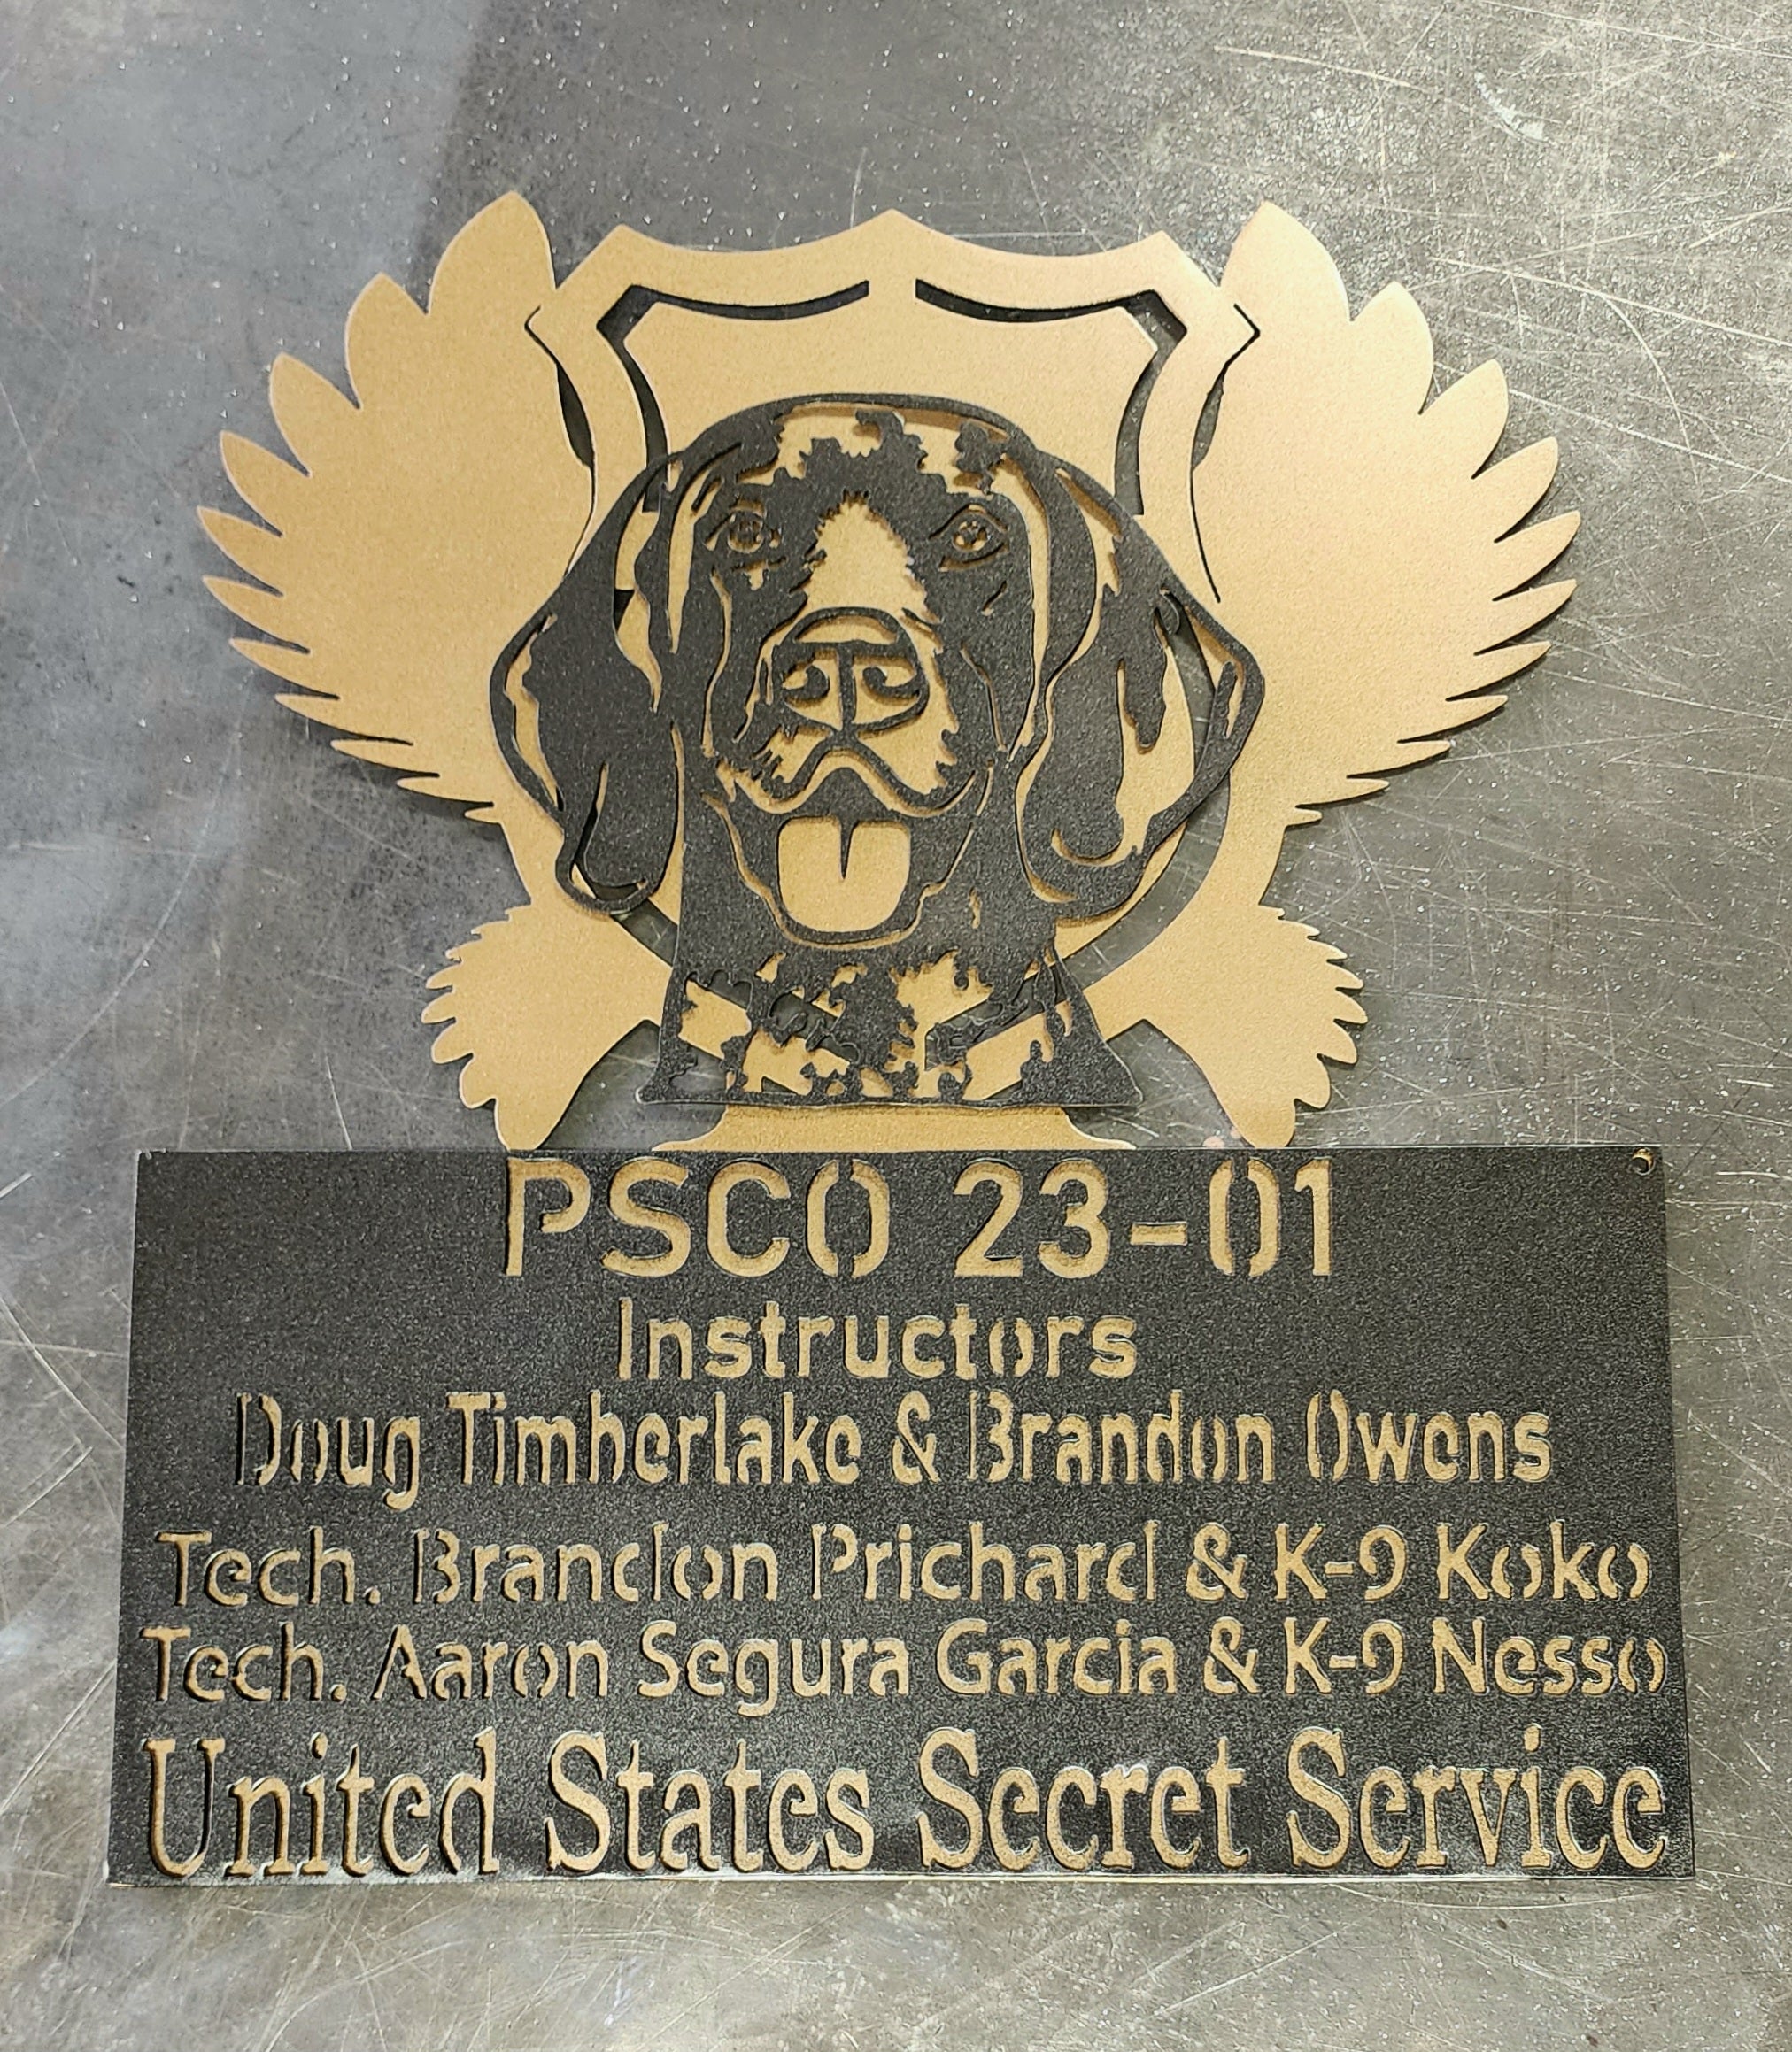 PSCO 23-01
Instructors
Doug Timberlake & Brandon Owens
Tech. Brandon Prichard & K-9 Koko
Tech. Aaron Segura Garcia & K-9 Nesso
United States Secret Service